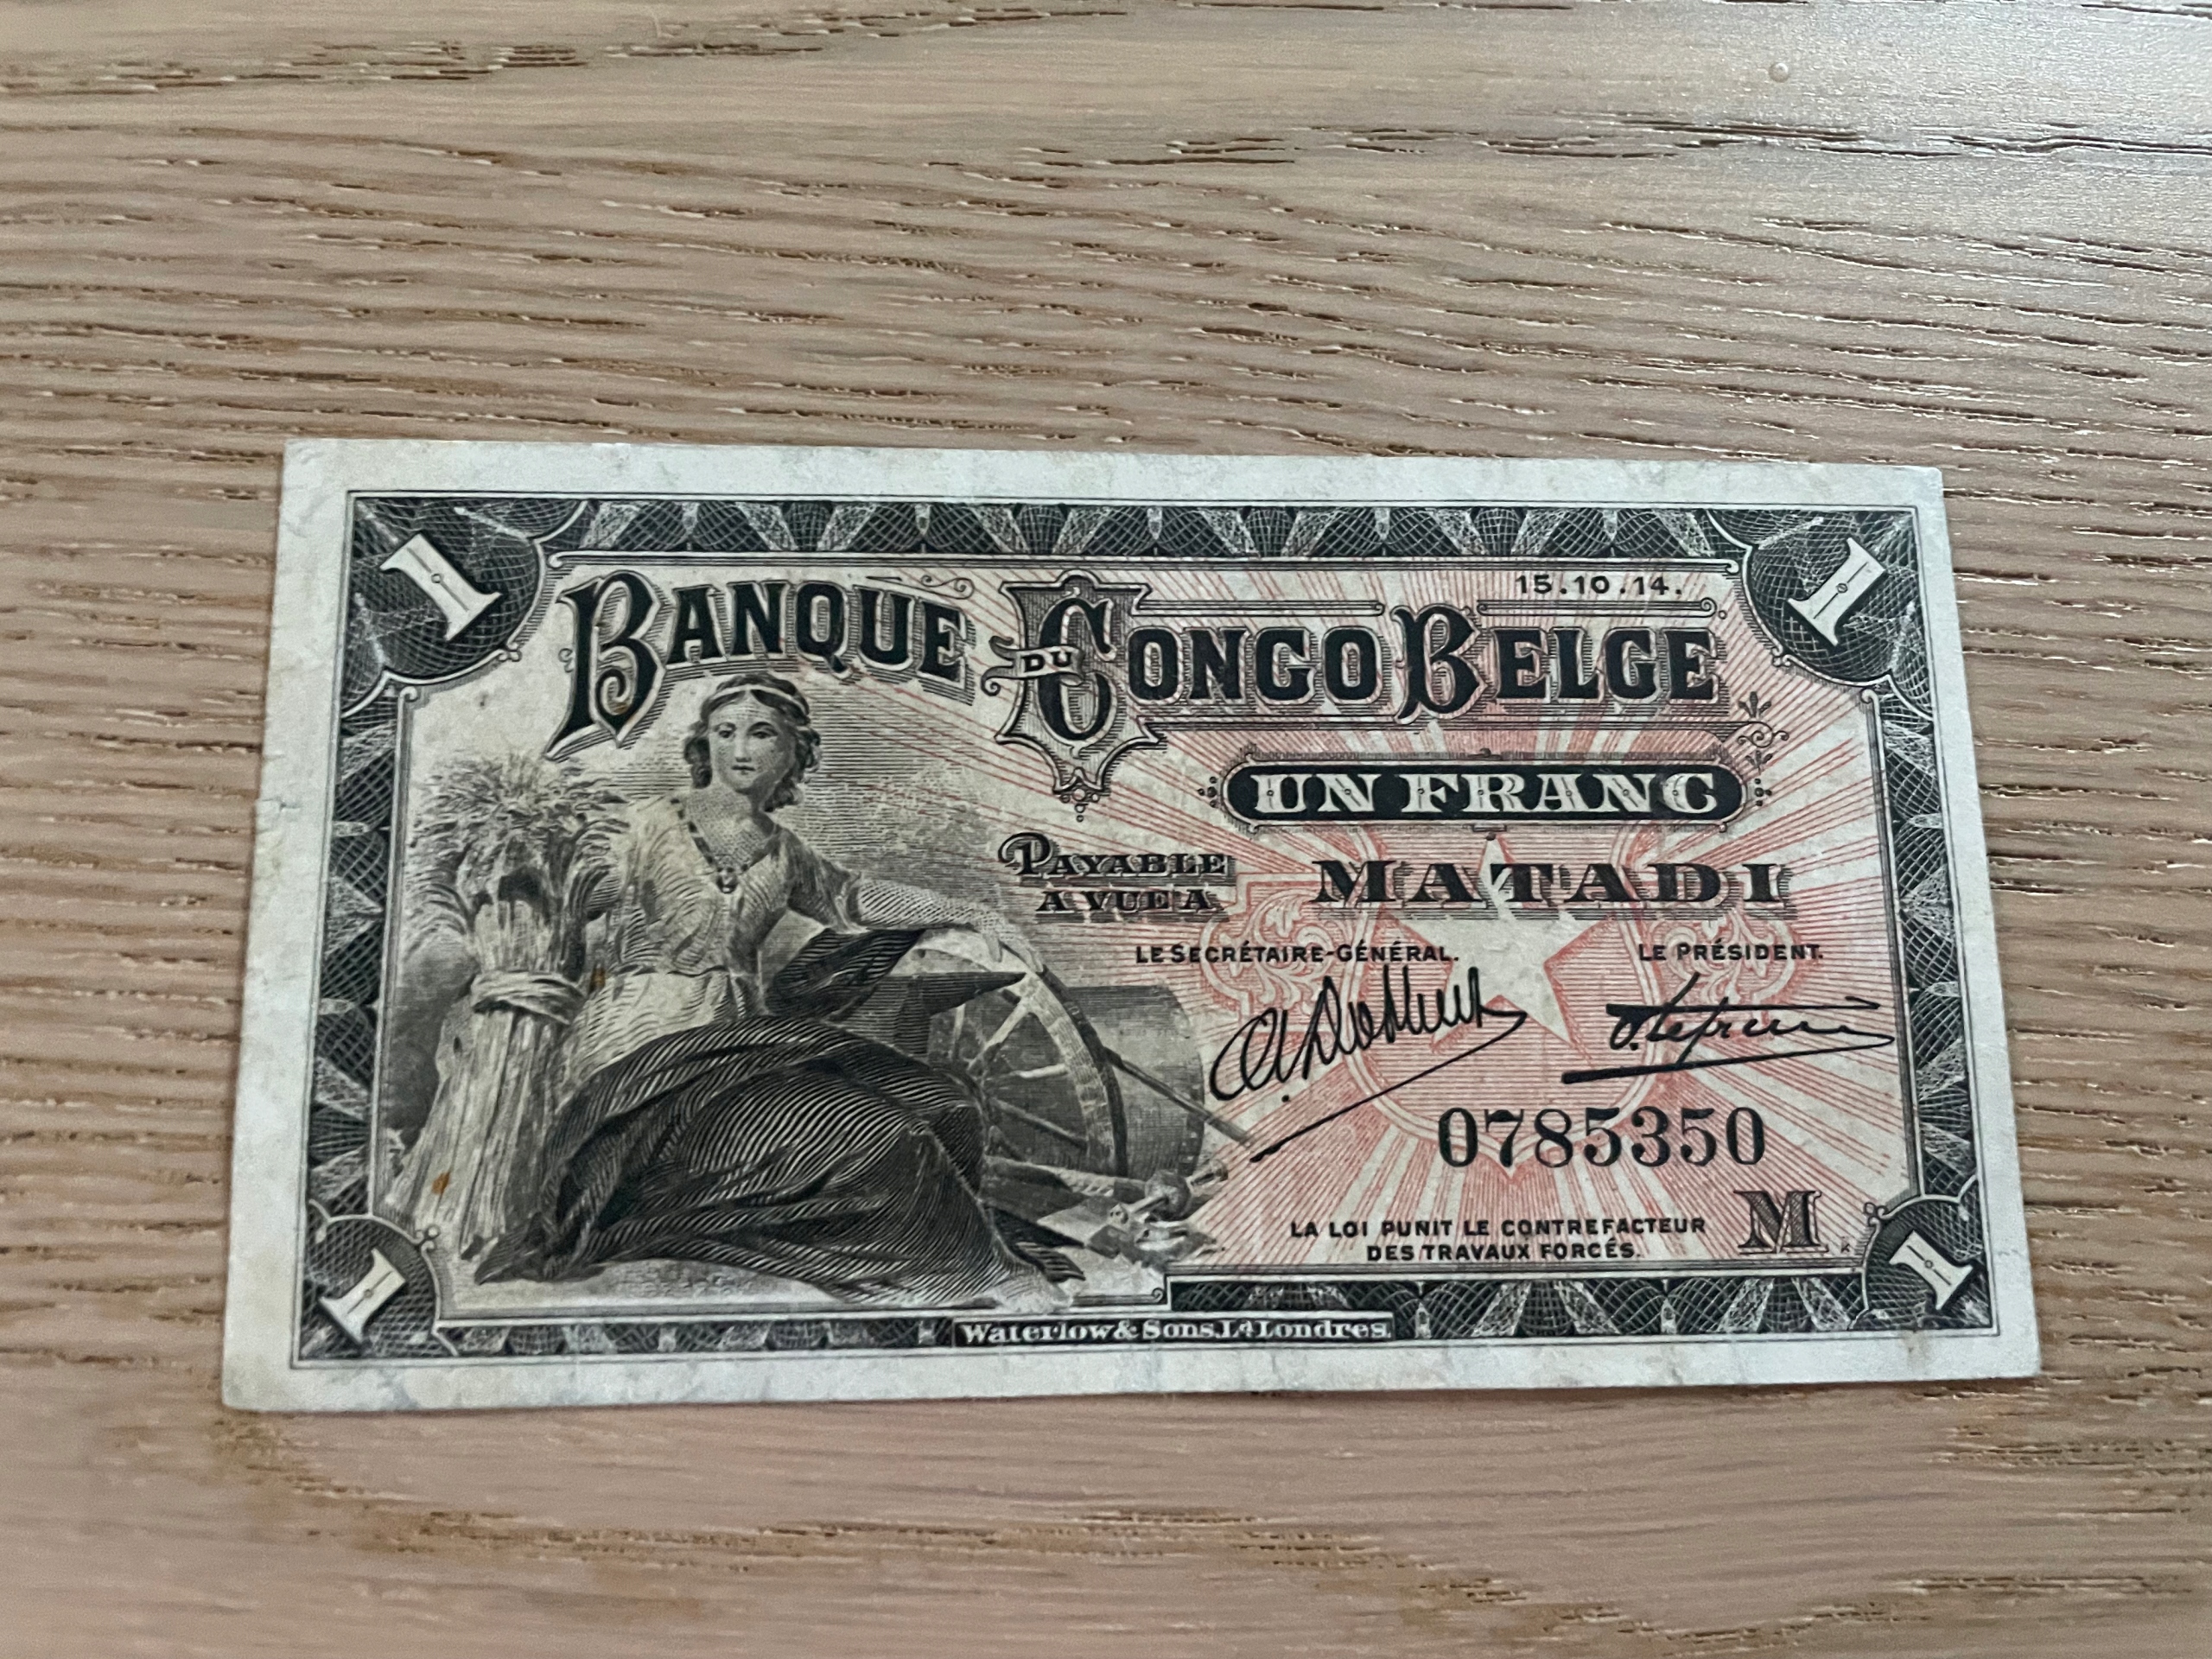 1 1
15.10.14.
BANQUE DU CONGO BELGE
UN FRANC
PAYABLE
A VUE A
MATADI
LE SECRÉTAIRE-GÉNÉRAL.
LE PRÉSIDENT.
0785350
M
LA LOI PUNIT LE CONTREFACTEUR
DES TRAVAUX FORCÉS.
1 1
Waterlow & Sons, Ld Londres.